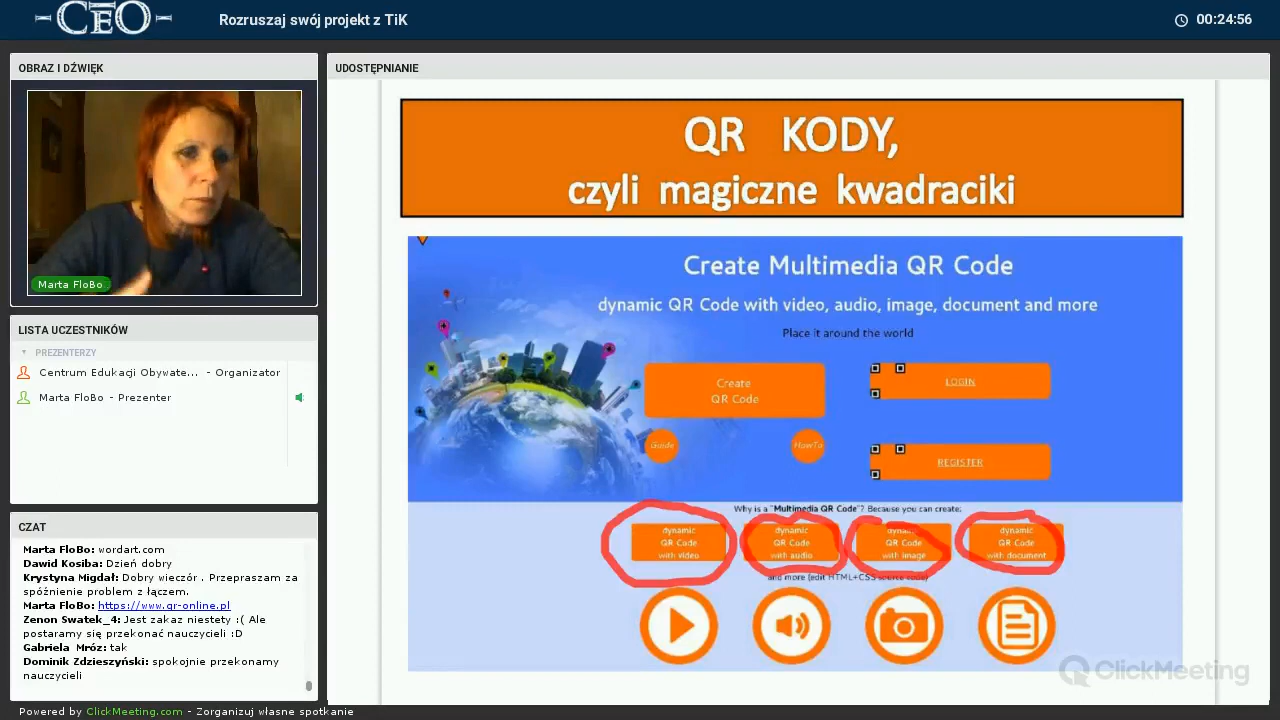 CEO
Rozruszaj swój projekt z TiK
00:24:56
OBRAZ I DŹWIĘK
Marta FloBo
LISTA UCZESTNIKÓW
PREZENTERZY
Centrum Edukacji Obywate... - Organizator
Marta FloBo - Prezenter
CZAT
Marta FloBo: wordart.com
Dawid Kosiba: Dzień dobry
Krystyna Migdał: Dobry wieczór . Przepraszam za
spóźnienie problem z łączem.
Marta FloBo: https://www.qr-online.pl
Zenon Swatek_4: Jest zakaz niestety :( Ale
postaramy się przekonać nauczycieli :D
Gabriela Mróz: tak
Dominik Zdzieszyński: spokojnie przekonamy
nauczycieli
UDOSTĘPNIANIE
QR KODY,
czyli magiczne kwadraciki
Create Multimedia QR Code
dynamic QR Code with video, audio, image, document and more
Place it around the world
Create
QR Code
LOGIN
Guide
HowTo
REGISTER
Why is a "Multimedia QR Code"? Because you can create:
dynamic
QR Code
with video
dynamic
QR Code
with audio
dynamic
QR Code
with image
dynamic
QR Code
with document
and more (edit HTML+CSS source code)
ClickMeeting
Powered by ClickMeeting.com - Zorganizuj własne spotkanie